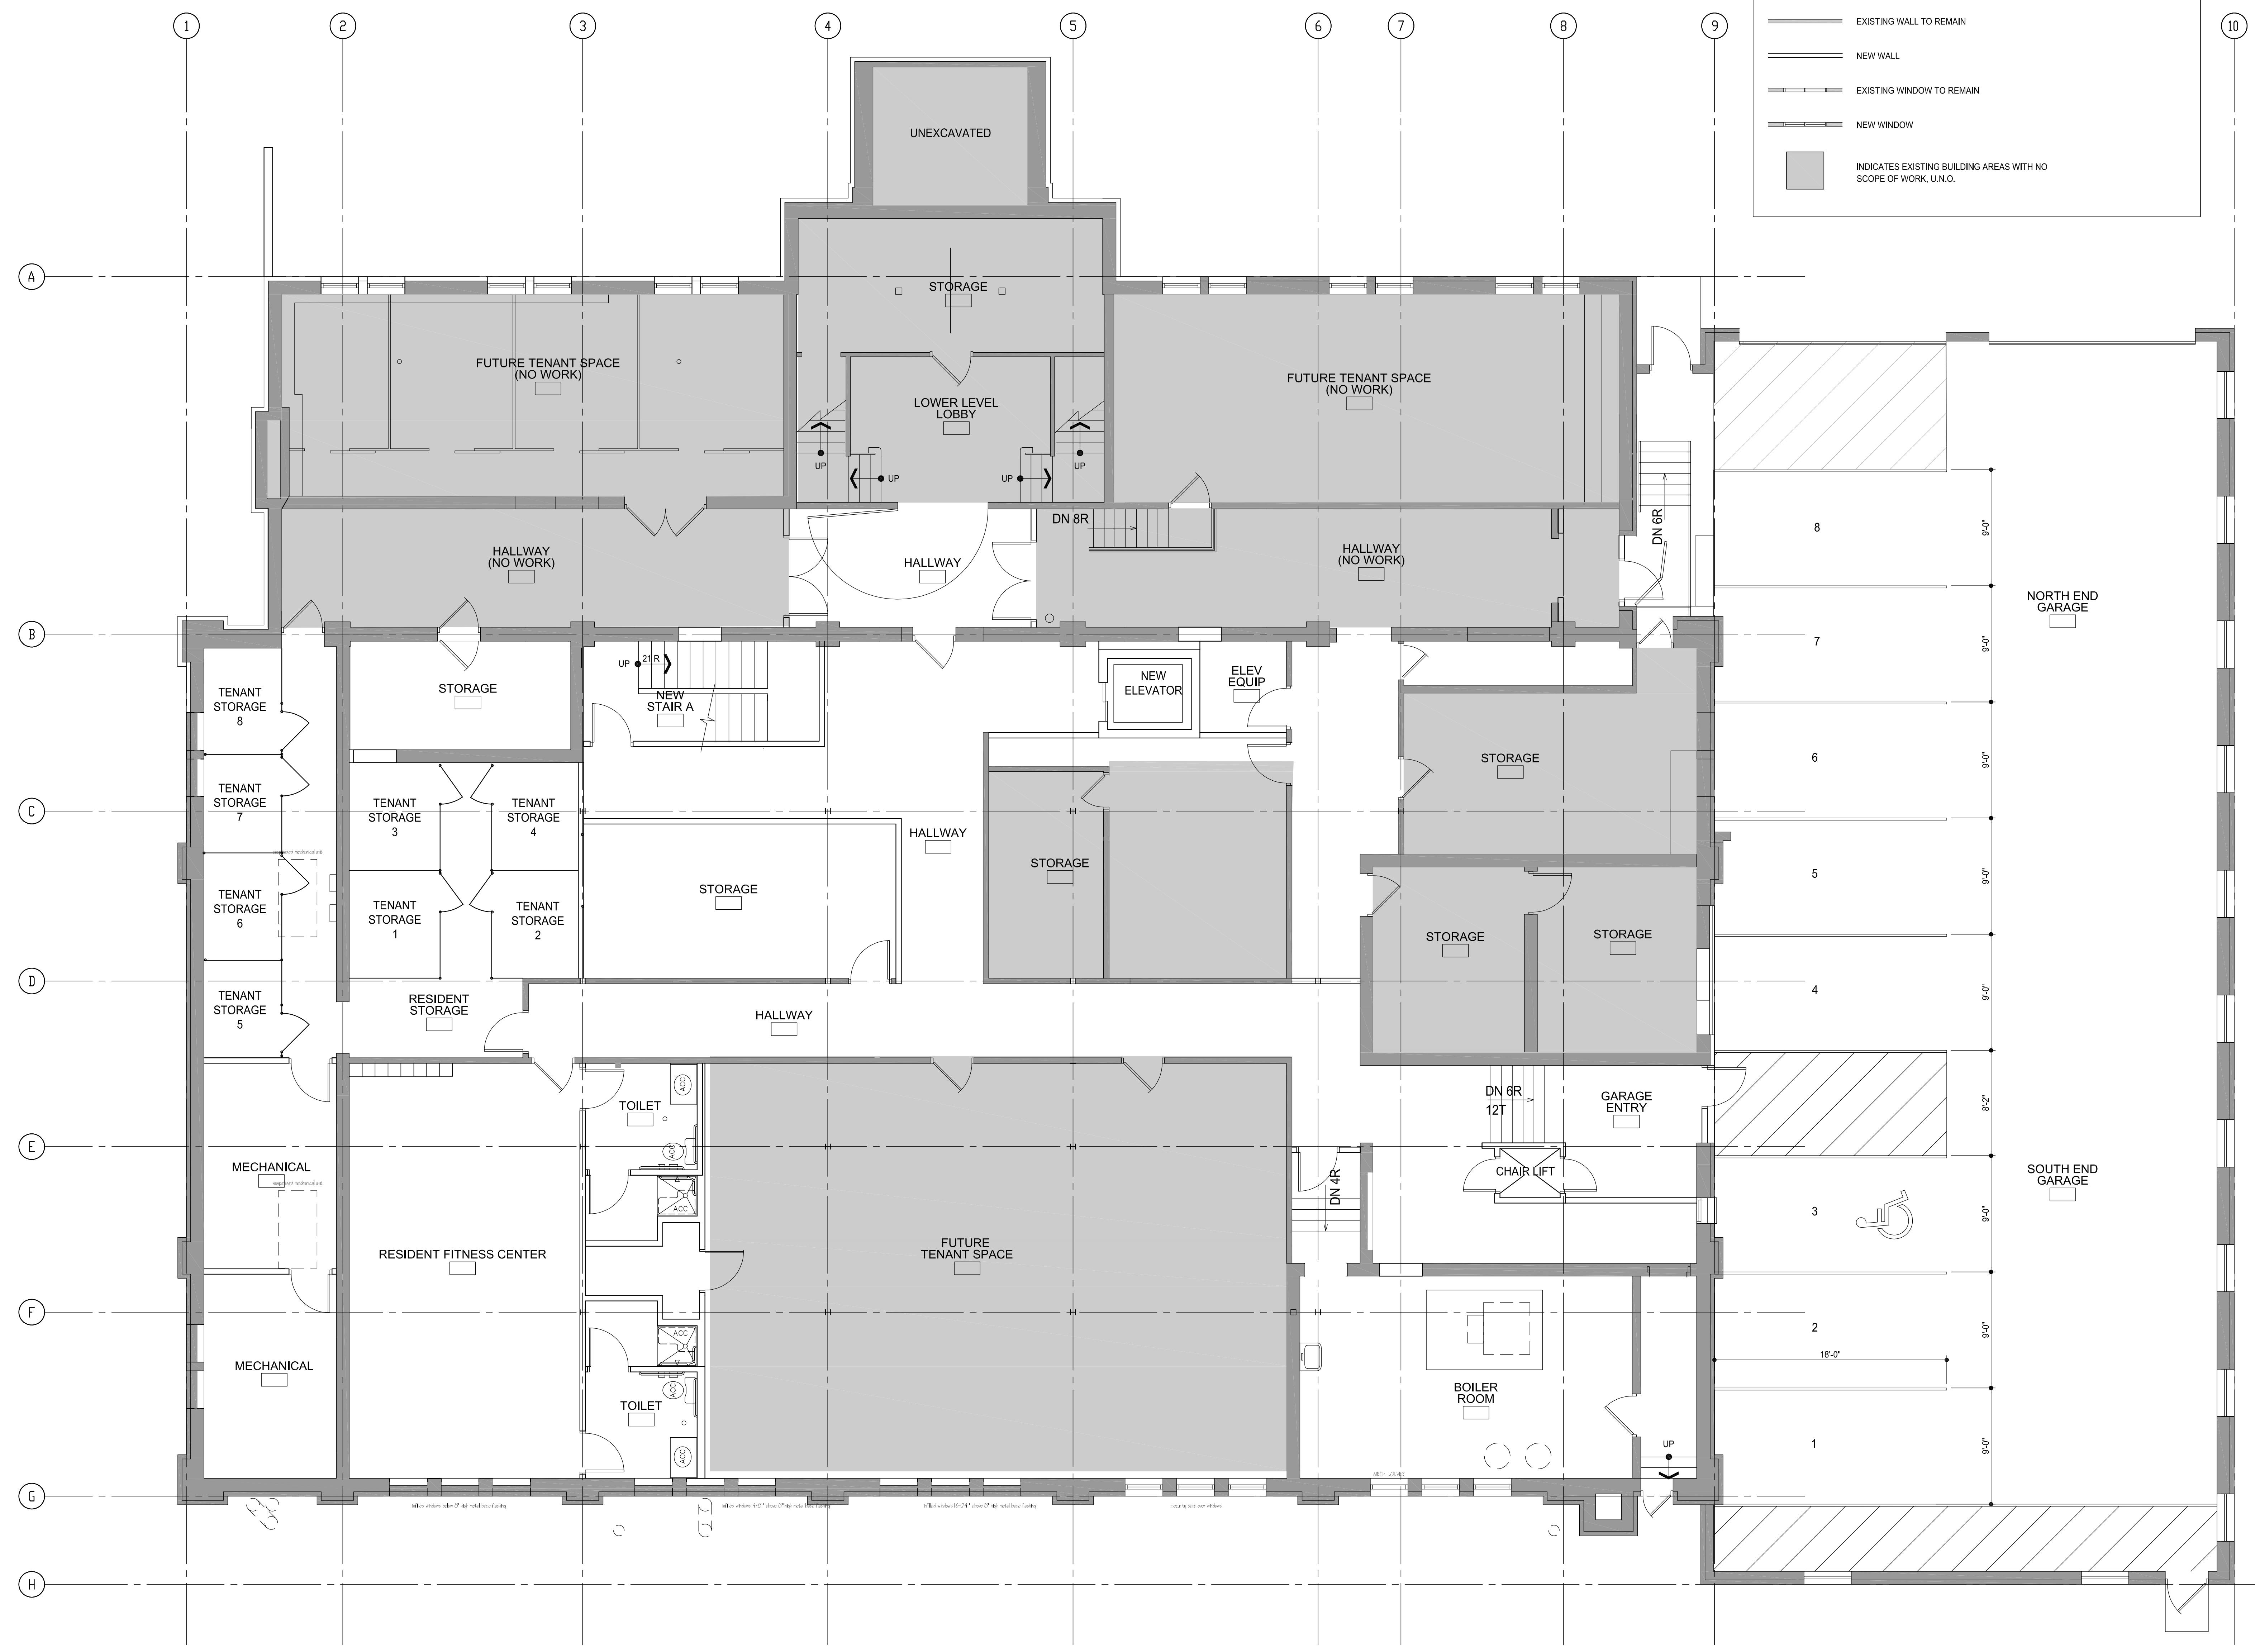 1
2
3
4
5
6
7
8
9
10
EXISTING WALL TO REMAIN
NEW WALL
EXISTING WINDOW TO REMAIN
NEW WINDOW
INDICATES EXISTING BUILDING AREAS WITH NO
SCOPE OF WORK, U.N.O.
UNEXCAVATED
A
STORAGE
FUTURE TENANT SPACE
(NO WORK)
LOWER LEVEL
LOBBY
FUTURE TENANT SPACE
(NO WORK)
UP
UP
UP
UP
DN 8R
DN 6R
HALLWAY
(NO WORK)
HALLWAY
HALLWAY
(NO WORK)
8
9'-0"
NORTH END
GARAGE
B
7
9'-0"
TENANT
STORAGE
8
STORAGE
UP
21 R
NEW
STAIR A
NEW
ELEVATOR
ELEV
EQUIP
STORAGE
6
9'-0"
TENANT
STORAGE
7
C
TENANT
STORAGE
3
TENANT
STORAGE
4
HALLWAY
STORAGE
STORAGE
5
9'-0"
TENANT
STORAGE
6
TENANT
STORAGE
1
TENANT
STORAGE
2
STORAGE
STORAGE
D
TENANT
STORAGE
5
RESIDENT
STORAGE
HALLWAY
4
9'-0"
TOILET
ACC
ACC
ACC
DN 6R
12T
GARAGE
ENTRY
8'-2"
E
MECHANICAL
DN 4R
CHAIR LIFT
SOUTH END
GARAGE
3
9'-0"
RESIDENT FITNESS CENTER
FUTURE
TENANT SPACE
F
2
9'-0"
18'-0"
MECHANICAL
ACC
ACC
TOILET
ACC
BOILER
ROOM
UP
1
9'-0"
G
H